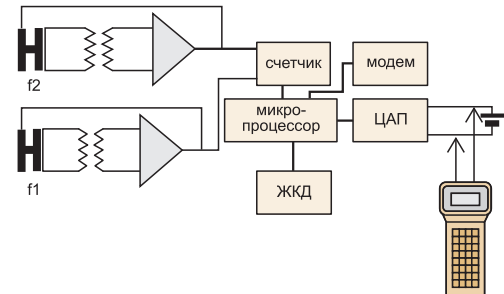 f2
счетчик
модем
микро-
процессор
ЦАП
f1
ЖКД